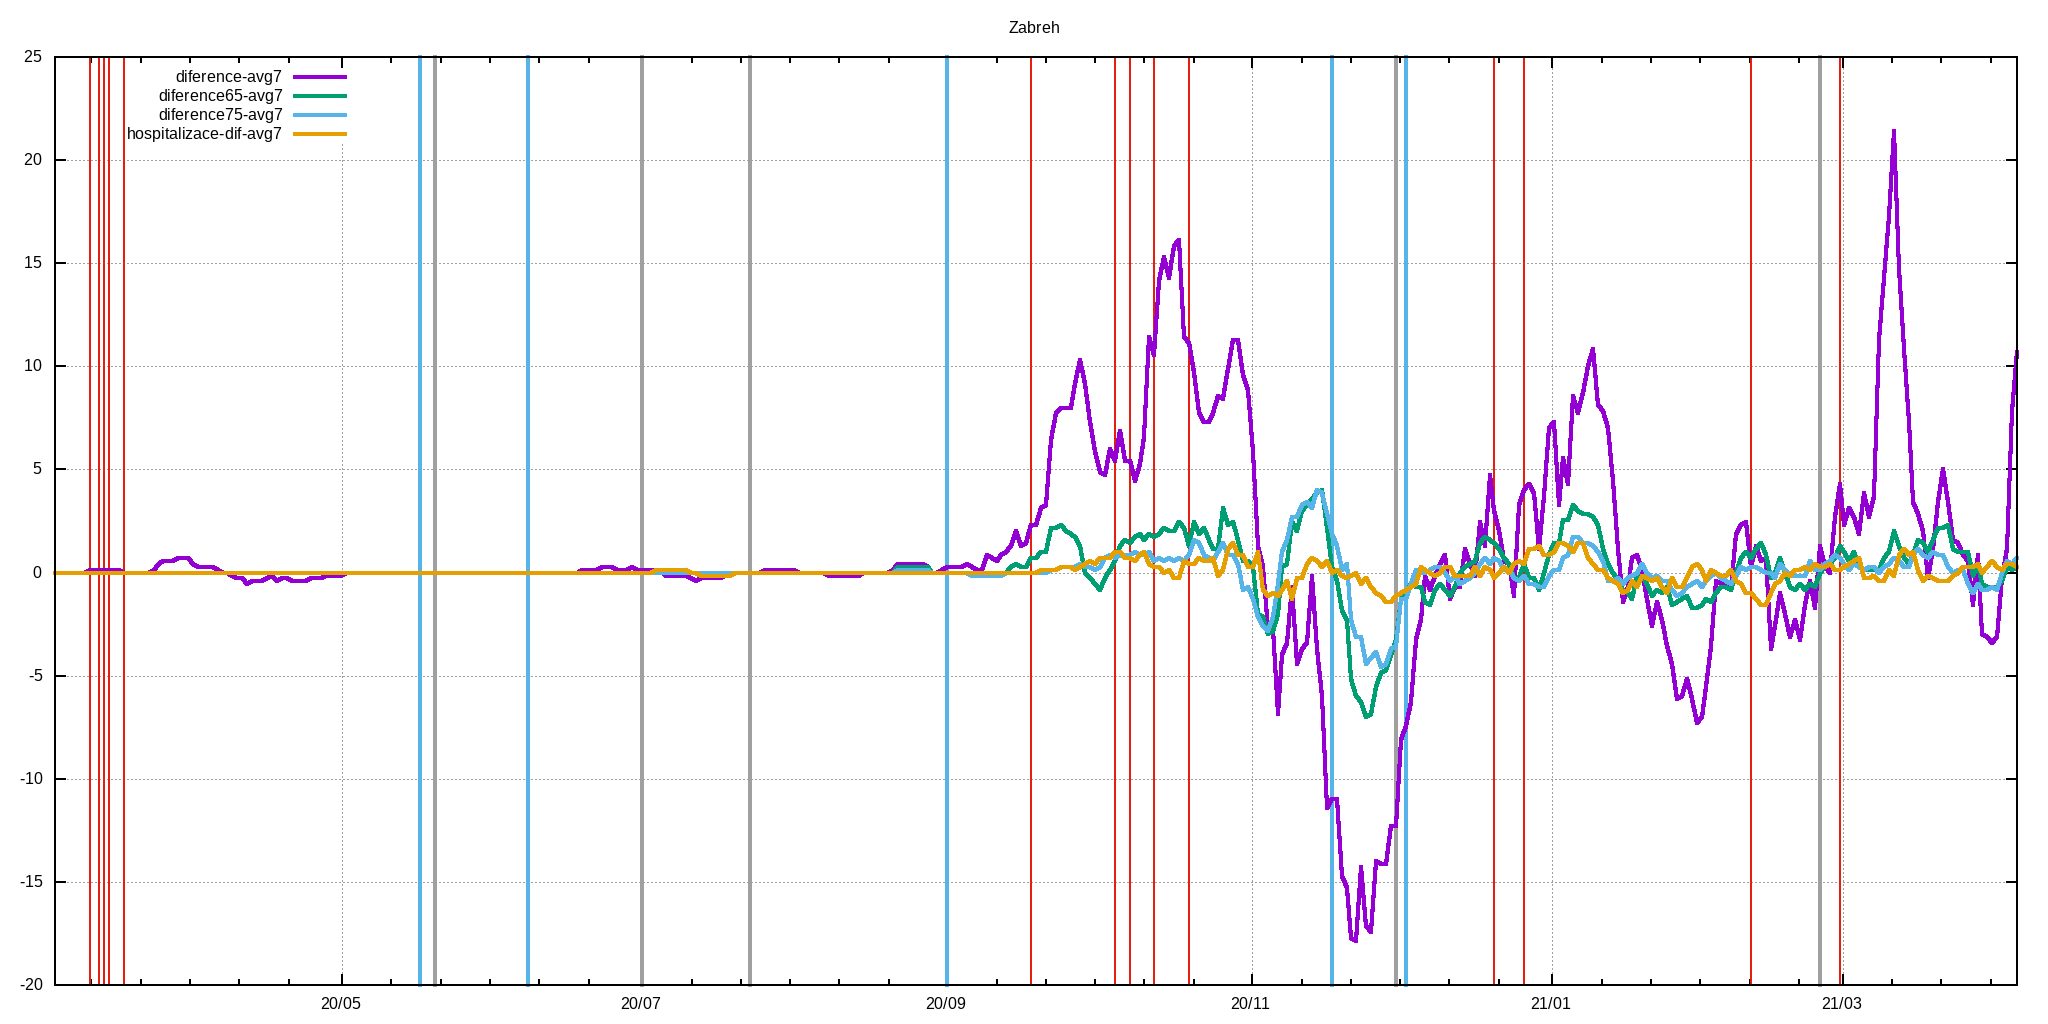 Zabreh
25
diference-avg7
diference65-avg7
diference75-avg7
hospitalizace-dif-avg7
20
15
10
5
0
-5
-10
-15
-20
20/05 20/07 20/09 20/11 21/01 21/03